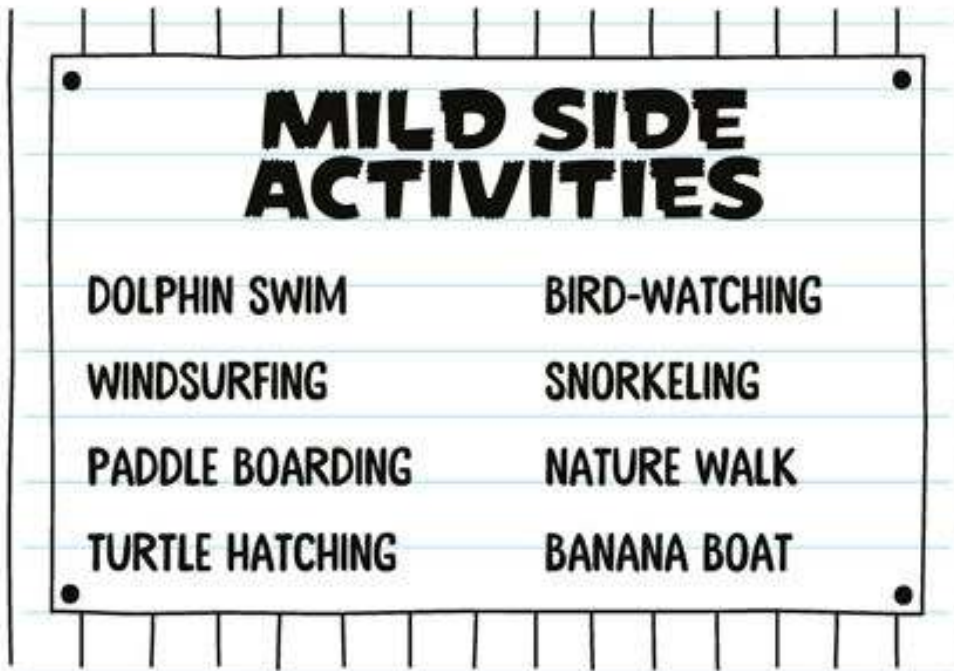 MILD SIDE
ACTIVITIES
DOLPHIN SWIM
WINDSURFING
PADDLE BOARDING
TURTLE HATCHING
BIRD-WATCHING
SNORKELING
NATURE WALK
BANANA BOAT